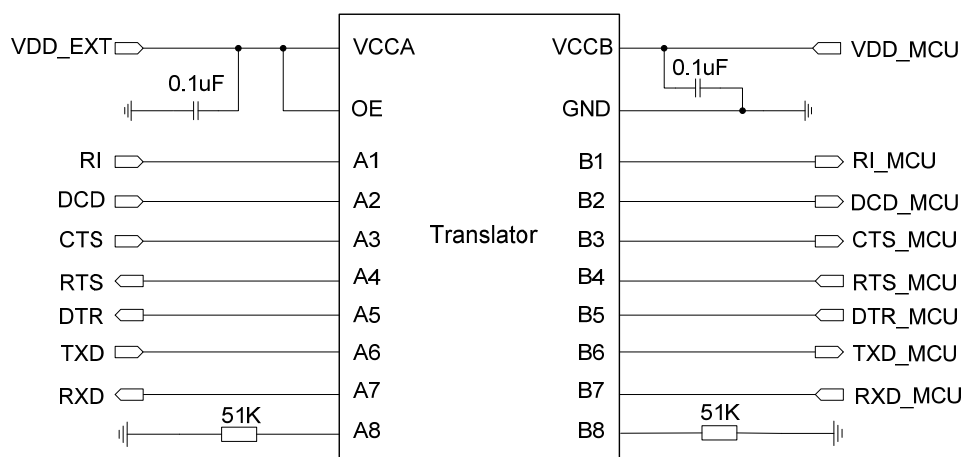 VDD_EXT VCCA VCCB VDD_MCU
0.1uF 0.1uF
OE GND
RI A1 B1 RI_MCU
DCD A2 B2 DCD_MCU
CTS A3 Translator B3 CTS_MCU
RTS A4 B4 RTS_MCU
DTR A5 B5 DTR_MCU
TXD A6 B6 TXD_MCU
RXD A7 B7 RXD_MCU
51K A8 B8 51K